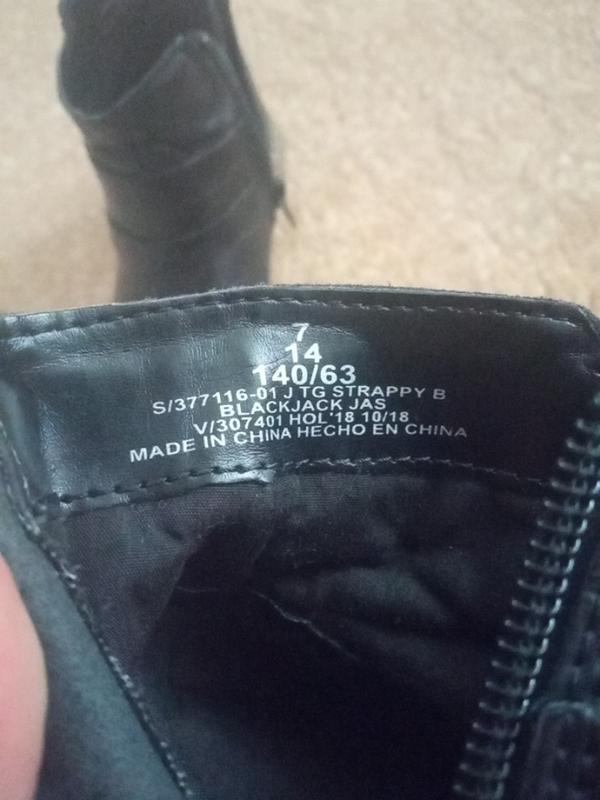 7
14
140/63
S/377116-01 J TG STRAPPY B
BLACKJACK JAS
V/307401 HOL '18 10/18
MADE IN CHINA HECHO EN CHINA